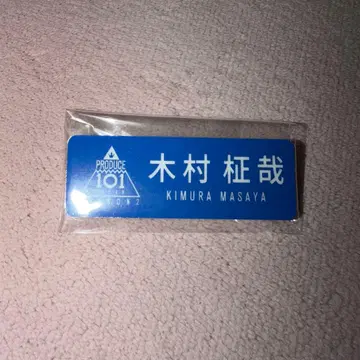 PRODUCE
101
JAPAN
SEASON2
木村 柾哉
KIMURA MASAYA